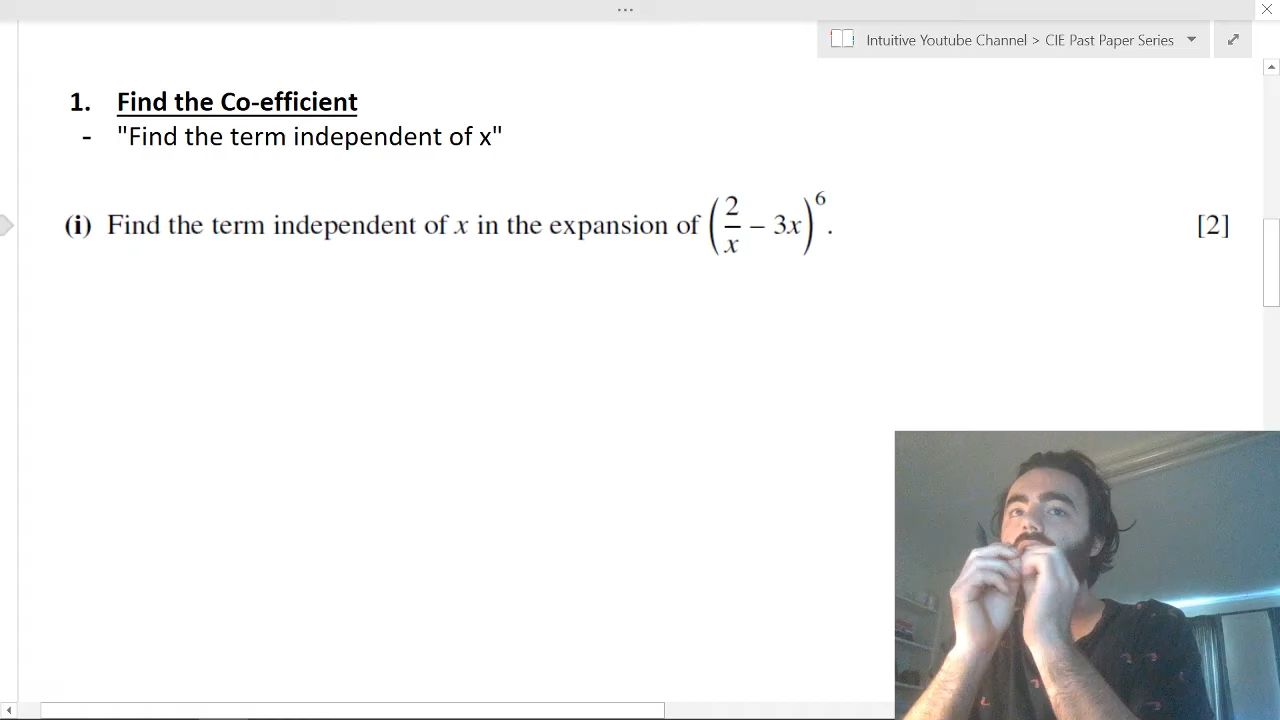 ...
Intuitive Youtube Channel > CIE Past Paper Series
1. Find the Co-efficient
- "Find the term independent of x"
(i) Find the term independent of x in the expansion of (2/x − 3x)⁶. [2]